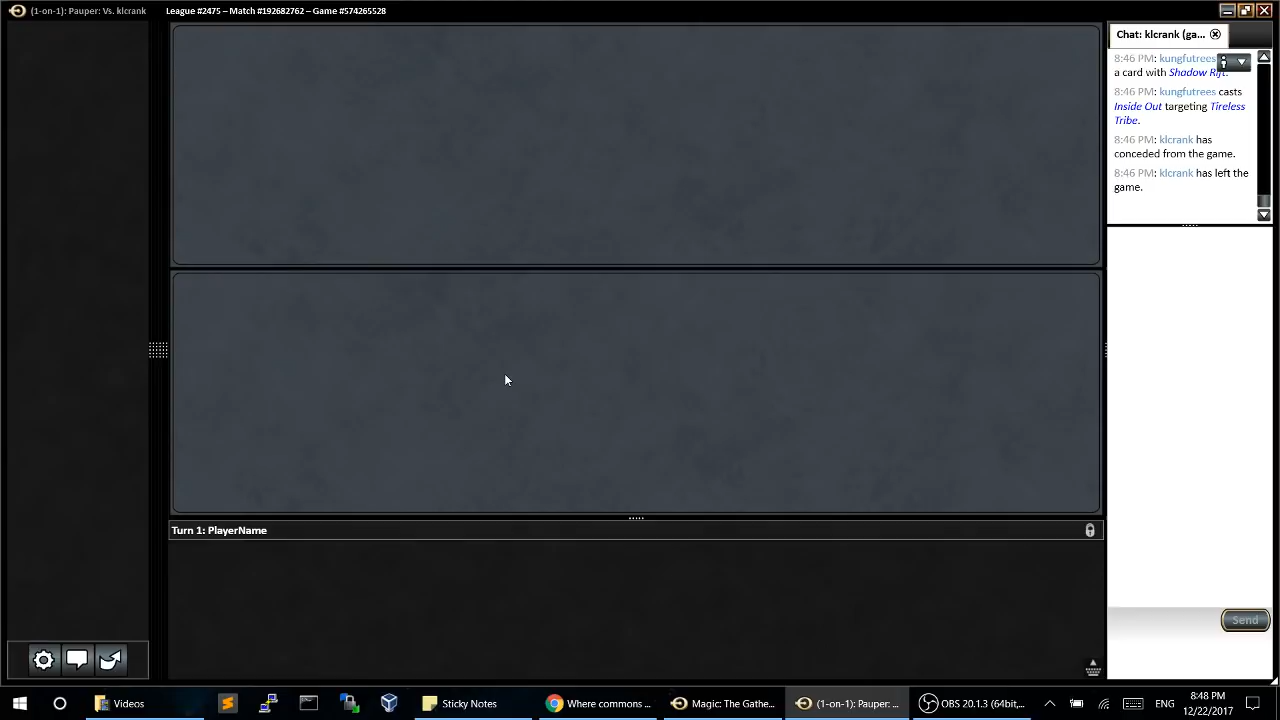 (1-on-1): Pauper: Vs. klcrank
League #2475 – Match #192682762 – Game #574265528
Chat: klcrank (ga...
8:46 PM: kungfutrees
a card with Shadow Rift.
8:46 PM: kungfutrees casts
Inside Out targeting Tireless
Tribe.
8:46 PM: klcrank has
conceded from the game.
8:46 PM: klcrank has left the
game.
Turn 1: PlayerName
Send
Videos
Sticky Notes
Where commons ...
Magic: The Gathe...
(1-on-1): Pauper: ...
OBS 20.1.3 (64bit,...
ENG
8:48 PM
12/22/2017